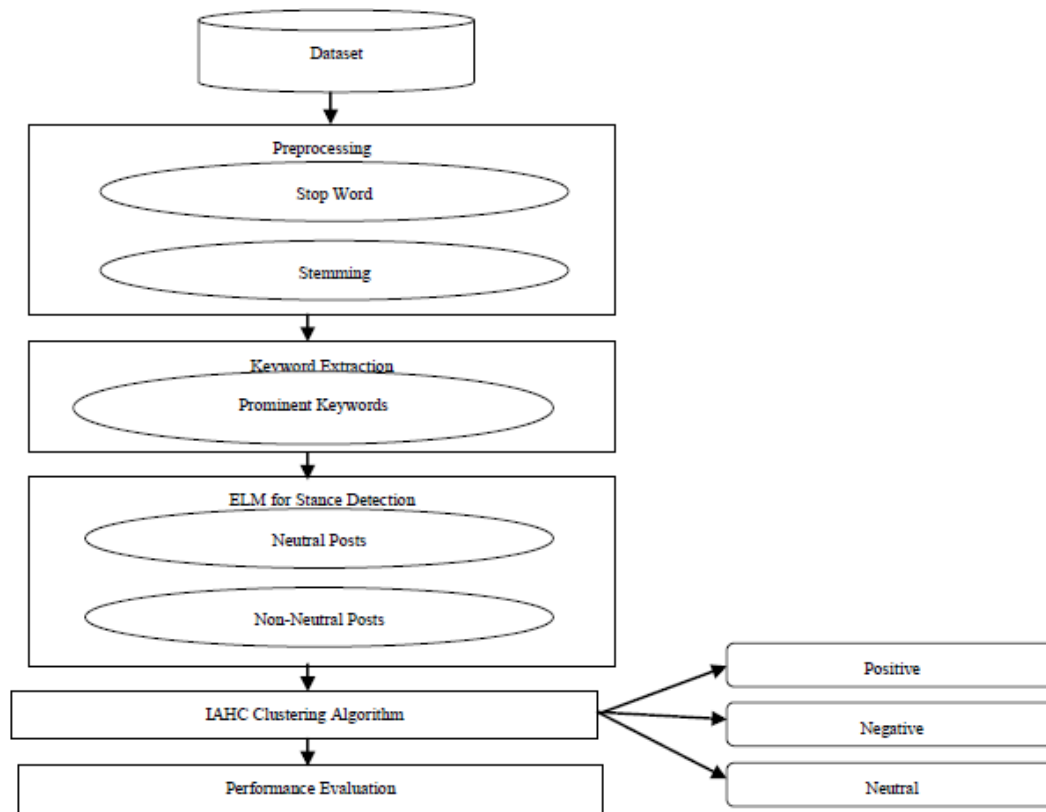 Dataset
Preprocessing
Stop Word
Stemming
Keyword Extraction
Prominent Keywords
ELM for Stance Detection
Neutral Posts
Non-Neutral Posts
IAHC Clustering Algorithm
Positive
Negative
Neutral
Performance Evaluation